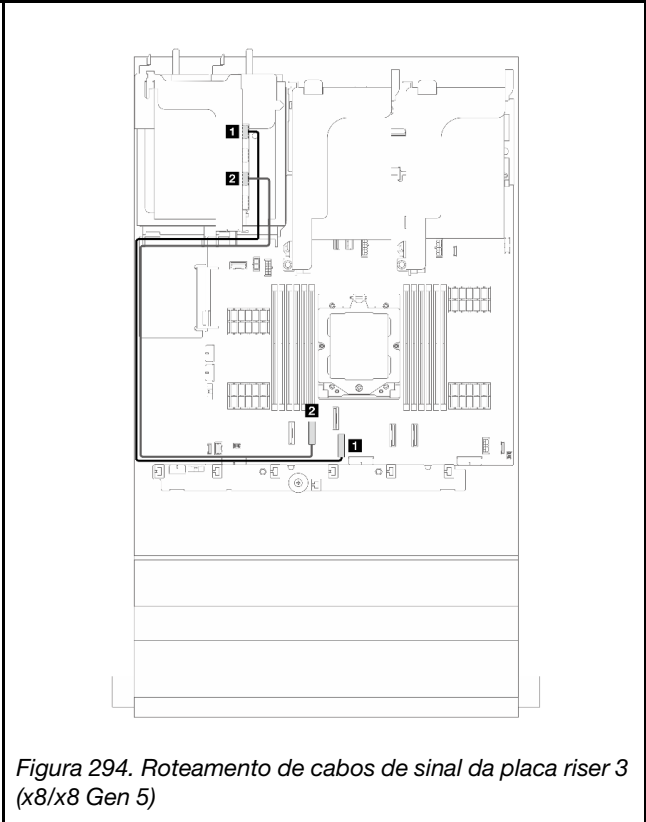 1
2
2
1
Figura 294. Roteamento de cabos de sinal da placa riser 3
(x8/x8 Gen 5)